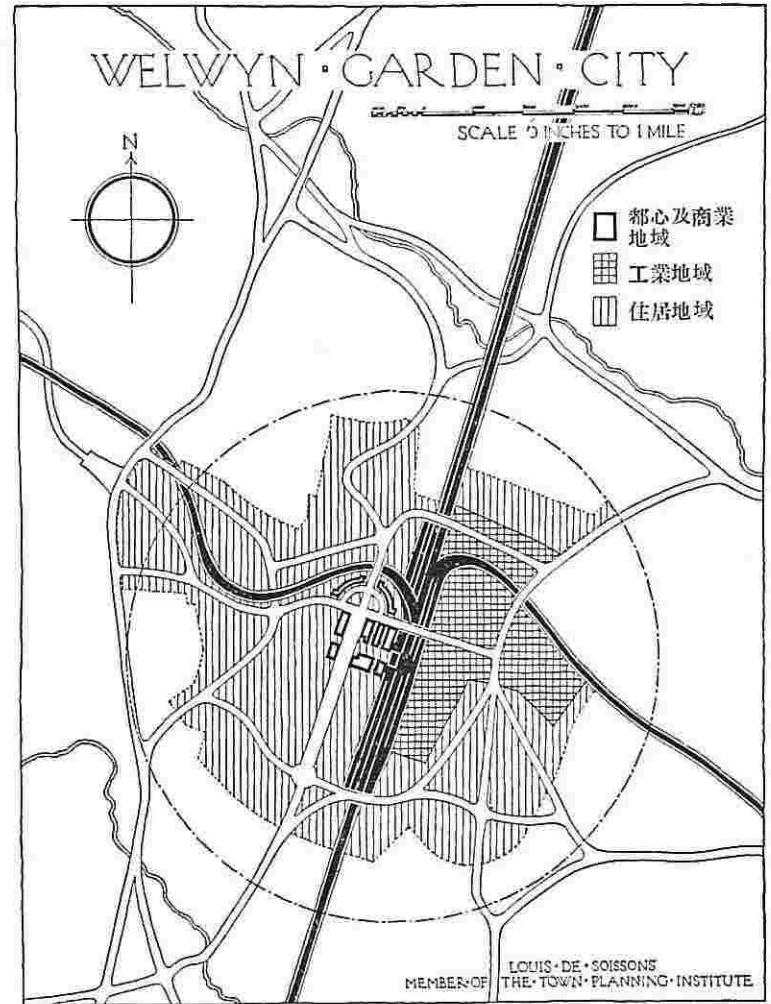 WELWYN·GARDEN·CITY
SCALE INCHES TO 1 MILE
N
都心及商業
地域
工業地域
住居地域
LOUIS·DE·SOISSONS
MEMBER·OF·THE·TOWN·PLANNING·INSTITUTE